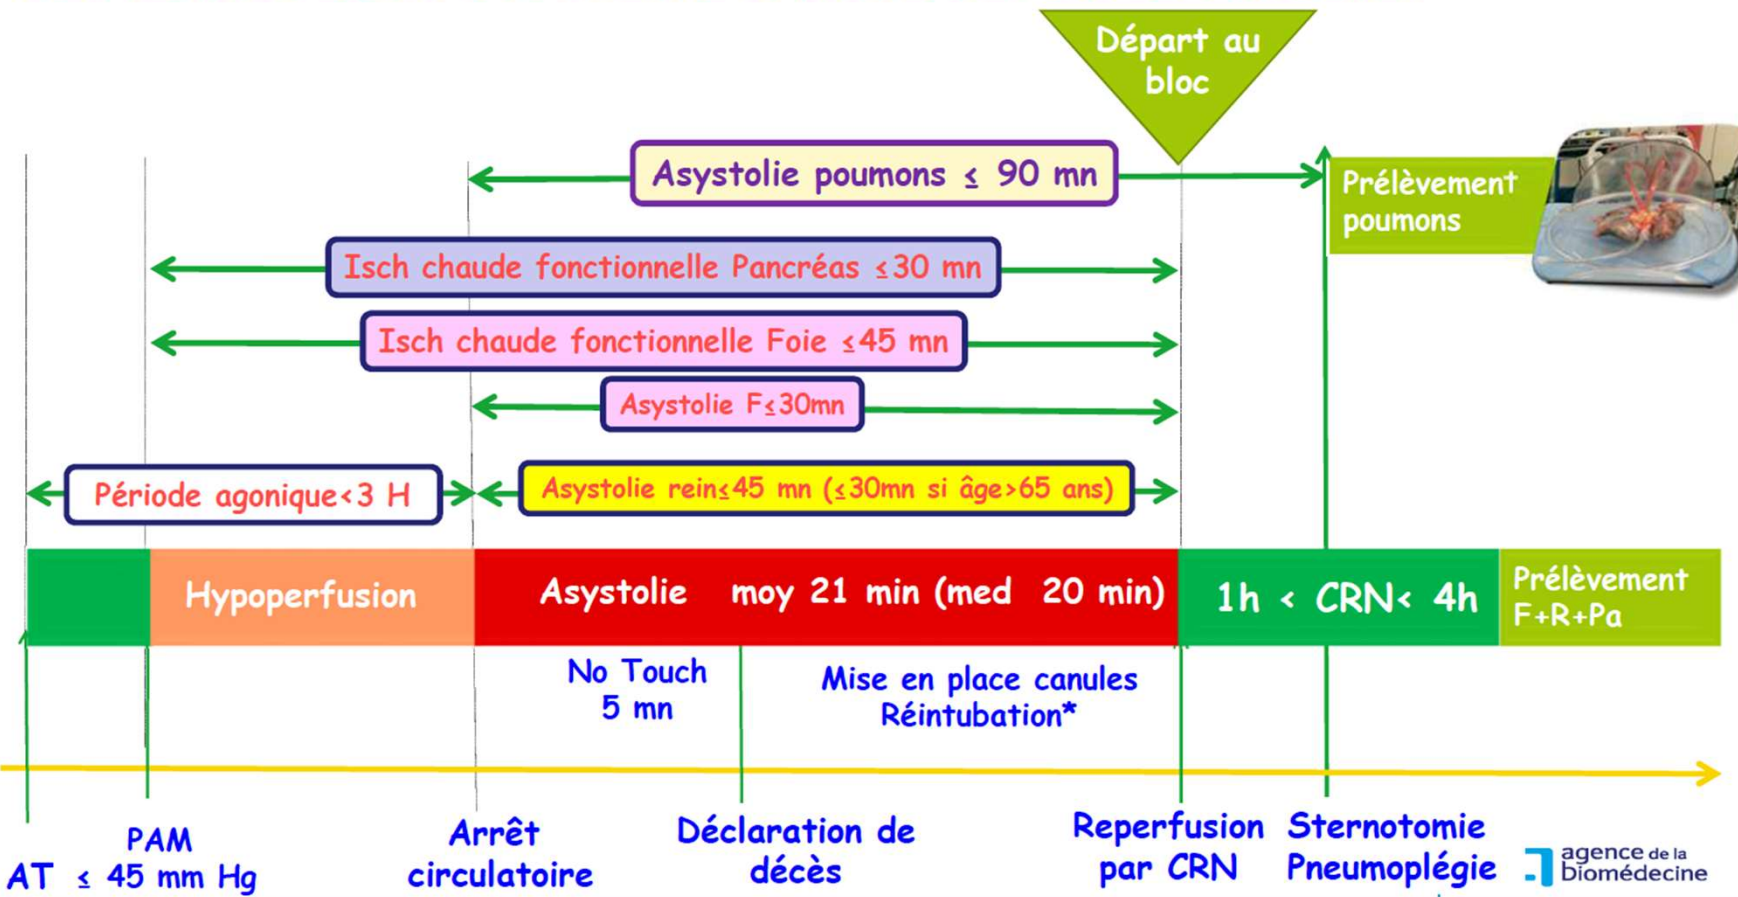 Départ au
bloc
Asystolie poumons ≤ 90 mn
Prélèvement
poumons
Isch chaude fonctionnelle Pancréas ≤30 mn
Isch chaude fonctionnelle Foie ≤45 mn
Asystolie F≤30mn
Période agonique<3 H
Asystolie rein≤45 mn (≤30mn si âge>65 ans)
Hypoperfusion
Asystolie moy 21 min (med 20 min)
1h < CRN< 4h
Prélèvement
F+R+Pa
No Touch
5 mn
Mise en place canules
Réintubation*
AT
PAM
≤ 45 mm Hg
Arrêt
circulatoire
Déclaration de
décès
Reperfusion
par CRN
Sternotomie
Pneumoplégie
agence de la
biomédecine